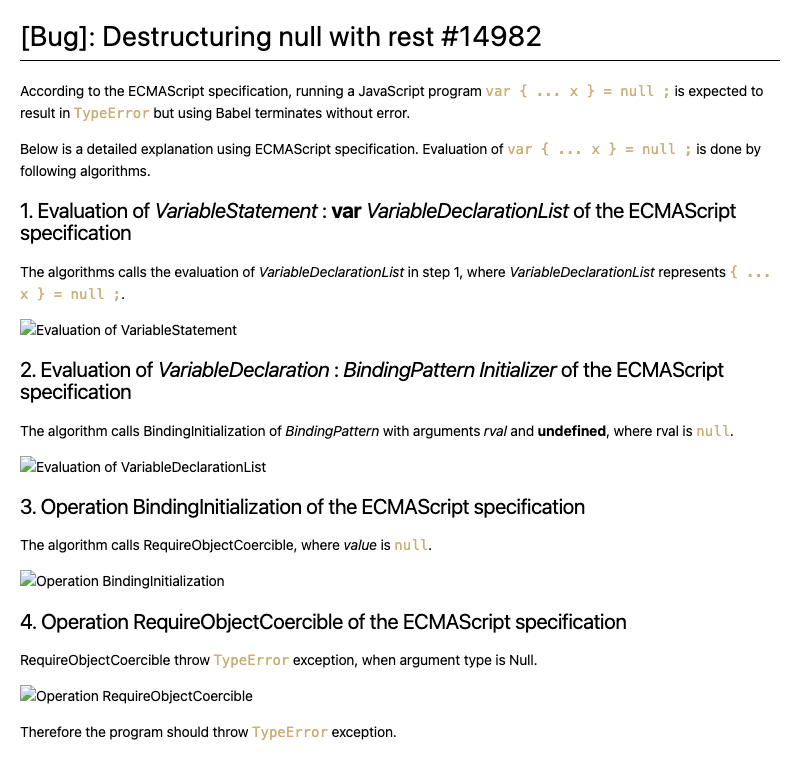 [Bug]: Destructuring null with rest #14982
According to the ECMAScript specification, running a JavaScript program var { ... x } = null ; is expected to
result in TypeError but using Babel terminates without error.
Below is a detailed explanation using ECMAScript specification. Evaluation of var { ... x } = null ; is done by
following algorithms.
1. Evaluation of VariableStatement : var VariableDeclarationList of the ECMAScript
specification
The algorithms calls the evaluation of VariableDeclarationList in step 1, where VariableDeclarationList represents { ...
x } = null ;.
Evaluation of VariableStatement
2. Evaluation of VariableDeclaration : BindingPattern Initializer of the ECMAScript
specification
The algorithm calls BindingInitialization of BindingPattern with arguments rval and undefined, where rval is null.
Evaluation of VariableDeclarationList
3. Operation BindingInitialization of the ECMAScript specification
The algorithm calls RequireObjectCoercible, where value is null.
Operation BindingInitialization
4. Operation RequireObjectCoercible of the ECMAScript specification
RequireObjectCoercible throw TypeError exception, when argument type is Null.
Operation RequireObjectCoercible
Therefore the program should throw TypeError exception.